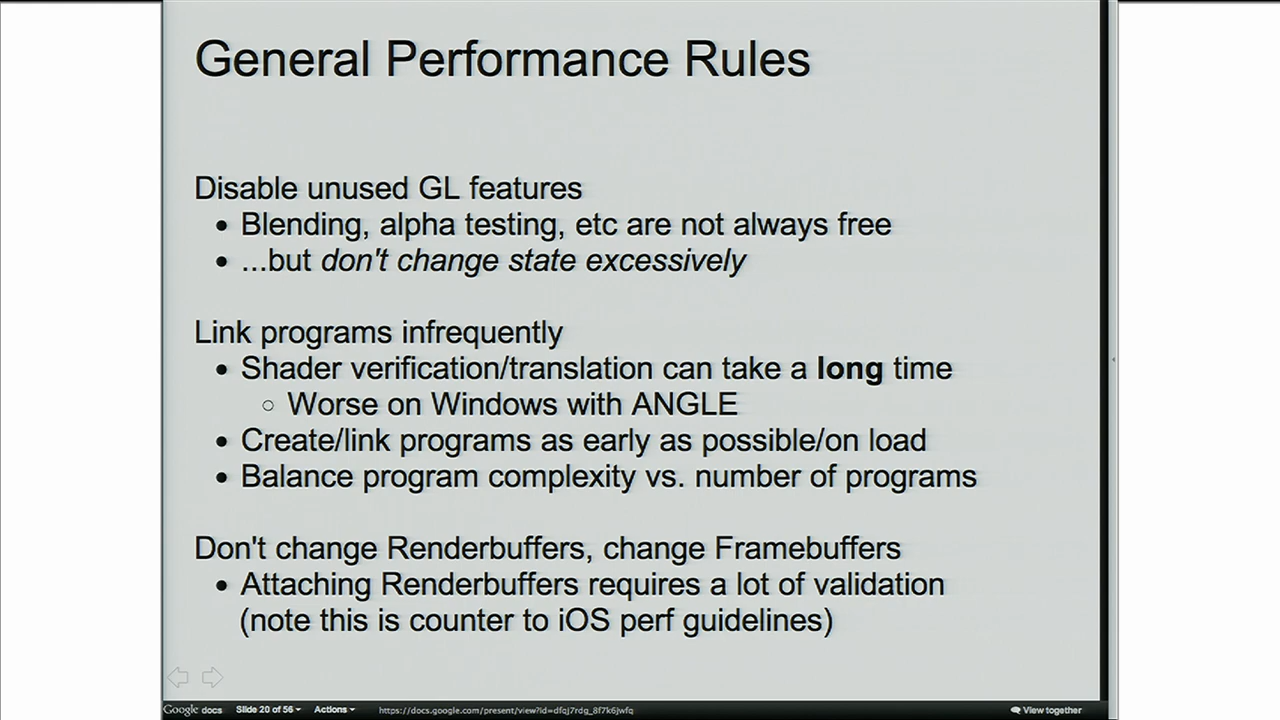 General Performance Rules
Disable unused GL features
• Blending, alpha testing, etc are not always free
• ...but don't change state excessively
Link programs infrequently
• Shader verification/translation can take a long time
○ Worse on Windows with ANGLE
• Create/link programs as early as possible/on load
• Balance program complexity vs. number of programs
Don't change Renderbuffers, change Framebuffers
• Attaching Renderbuffers requires a lot of validation
(note this is counter to iOS perf guidelines)
Google docs Slide 20 of 56 Actions https://docs.google.com/present/view?id=dfqj7rdg_8f7k6jwfq View together